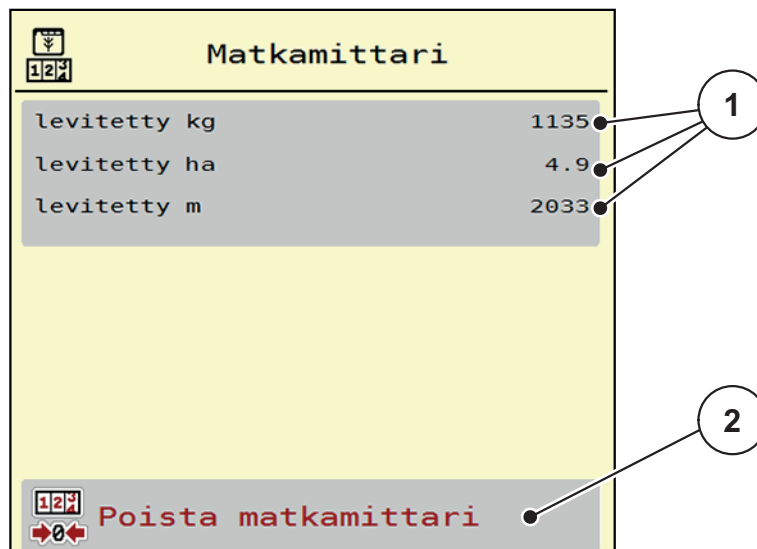 Matkamittari
levitetty kg 1135
levitetty ha 4.9
levitetty m 2033
1
2
Poista matkamittari